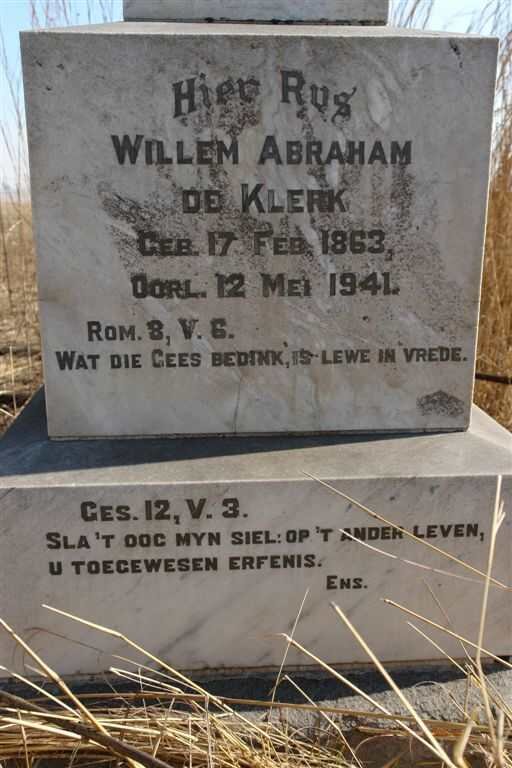 Hier Rus
WILLEM ABRAHAM
DE KLERK
GEB. 17 FEB. 1863,
OORL. 12 MEI 1941.
ROM. 8, V. 6.
WAT DIE GEES BEDINK, IS LEWE IN VREDE.
GES. 12, V. 3.
SLA 'T OOG MYN SIEL: OP 'T ANDER LEVEN,
U TOEGEWESEN ERFENIS.
ENS.